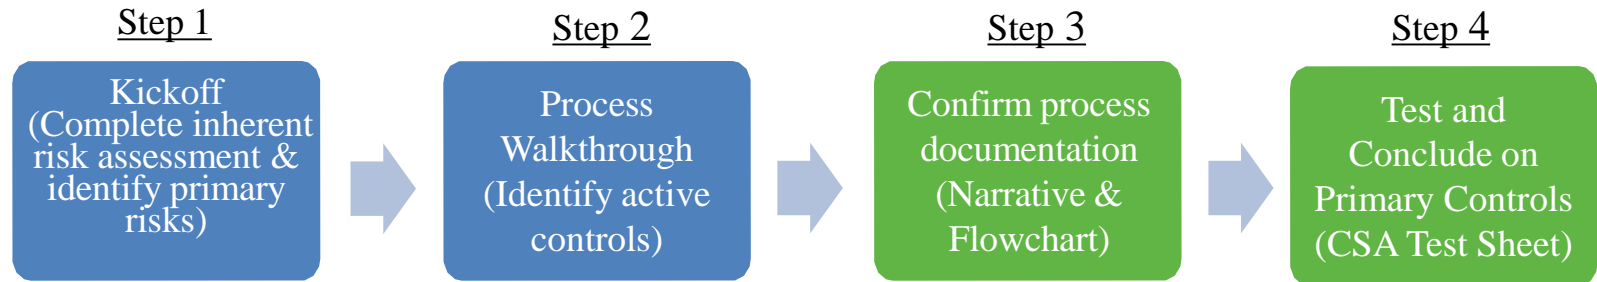 Step 1
Kickoff
(Complete inherent
risk assessment &
identify primary
risks)
Step 2
Process
Walkthrough
(Identify active
controls)
Step 3
Confirm process
documentation
(Narrative &
Flowchart)
Step 4
Test and
Conclude on
Primary Controls
(CSA Test Sheet)